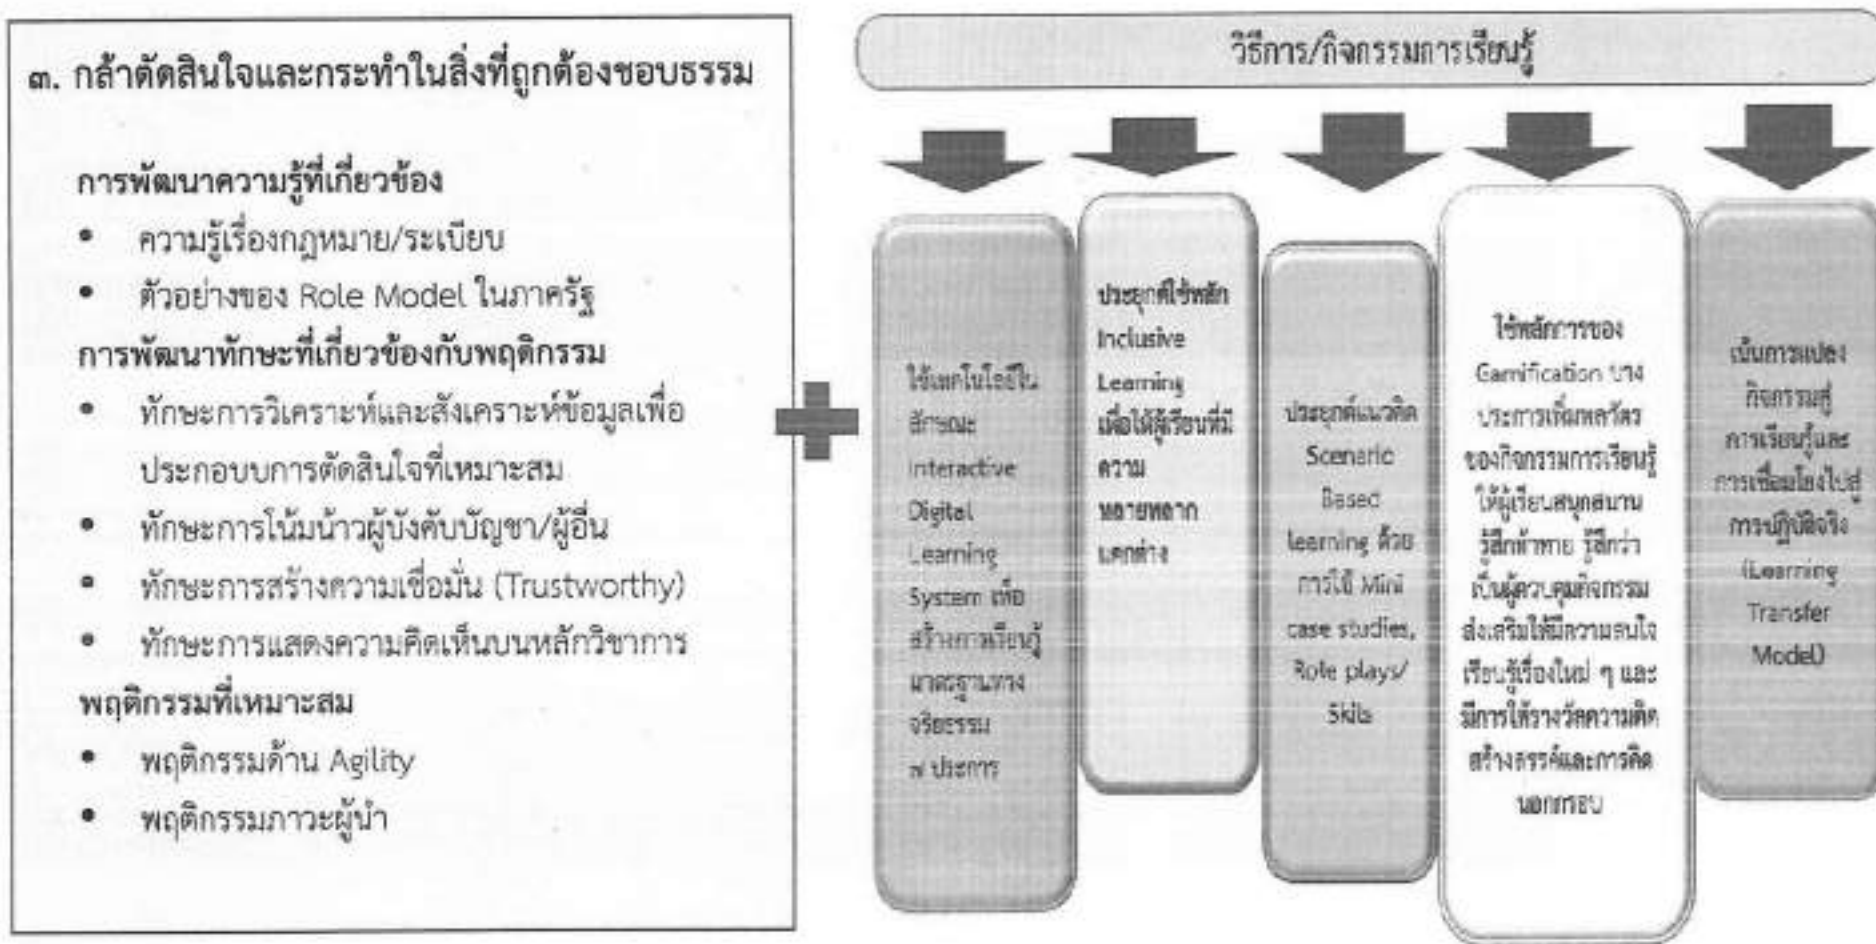 ๓. กล้าตัดสินใจและกระทำในสิ่งที่ถูกต้องชอบธรรม
การพัฒนาความรู้ที่เกี่ยวข้อง
• ความรู้เรื่องกฎหมาย/ระเบียบ
• ตัวอย่างของ Role Model ในภาครัฐ
การพัฒนาทักษะที่เกี่ยวข้องกับพฤติกรรม
• ทักษะการวิเคราะห์และสังเคราะห์ข้อมูลเพื่อ
ประกอบบการตัดสินใจที่เหมาะสม
• ทักษะการโน้มน้าวผู้บังคับบัญชา/ผู้อื่น
• ทักษะการสร้างความเชื่อมั่น (Trustworthy)
• ทักษะการแสดงความคิดเห็นบนหลักวิชาการ
พฤติกรรมที่เหมาะสม
• พฤติกรรมด้าน Agility
• พฤติกรรมภาวะผู้นำ
วิธีการ/กิจกรรมการเรียนรู้
ใช้เทคโนโลยีใน
ลักษณะ
Interactive
Digital
Learning
System เพื่อ
สร้างการเรียนรู้
มาตรฐานทาง
จริยธรรม
๗ ประการ
ประยุกต์ใช้หลัก
Inclusive
Learning
เพื่อให้ผู้เรียนที่มี
ความ
หลายหลาก
แตกต่าง
ประยุกต์แนวคิด
Scenario
Based
learning ด้วย
การใช้ Mini
case studies,
Role plays/
Skits
ใช้หลักการของ
Gamification บาง
ประการเพิ่มพลวัตร
ของกิจกรรมการเรียนรู้
ให้ผู้เรียนสนุกสนาน
รู้สึกท้าทาย รู้สึกว่า
เป็นผู้ควบคุมกิจกรรม
ส่งเสริมให้มีความสนใจ
เรียนรู้เรื่องใหม่ ๆ และ
มีการให้รางวัลความคิด
สร้างสรรค์และการคิด
นอกกรอบ
เน้นการแปลง
กิจกรรมสู่
การเรียนรู้และ
การเชื่อมโยงไปสู่
การปฏิบัติจริง
(Learning
Transfer
Model)